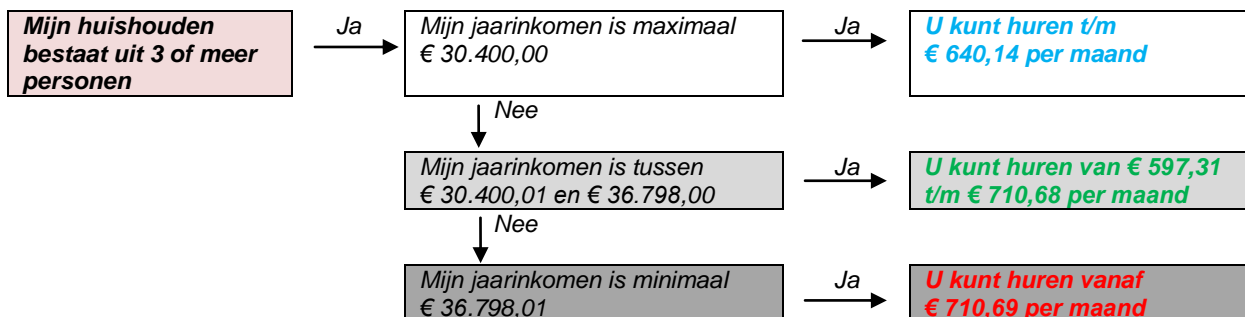 Mijn huishouden
bestaat uit 3 of meer
personen
Ja
Mijn jaarinkomen is maximaal
€ 30.400,00
Ja
U kunt huren t/m
€ 640,14 per maand
Nee
Mijn jaarinkomen is tussen
€ 30.400,01 en € 36.798,00
Ja
U kunt huren van € 597,31
t/m € 710,68 per maand
Nee
Mijn jaarinkomen is minimaal
€ 36.798,01
Ja
U kunt huren vanaf
€ 710,69 per maand